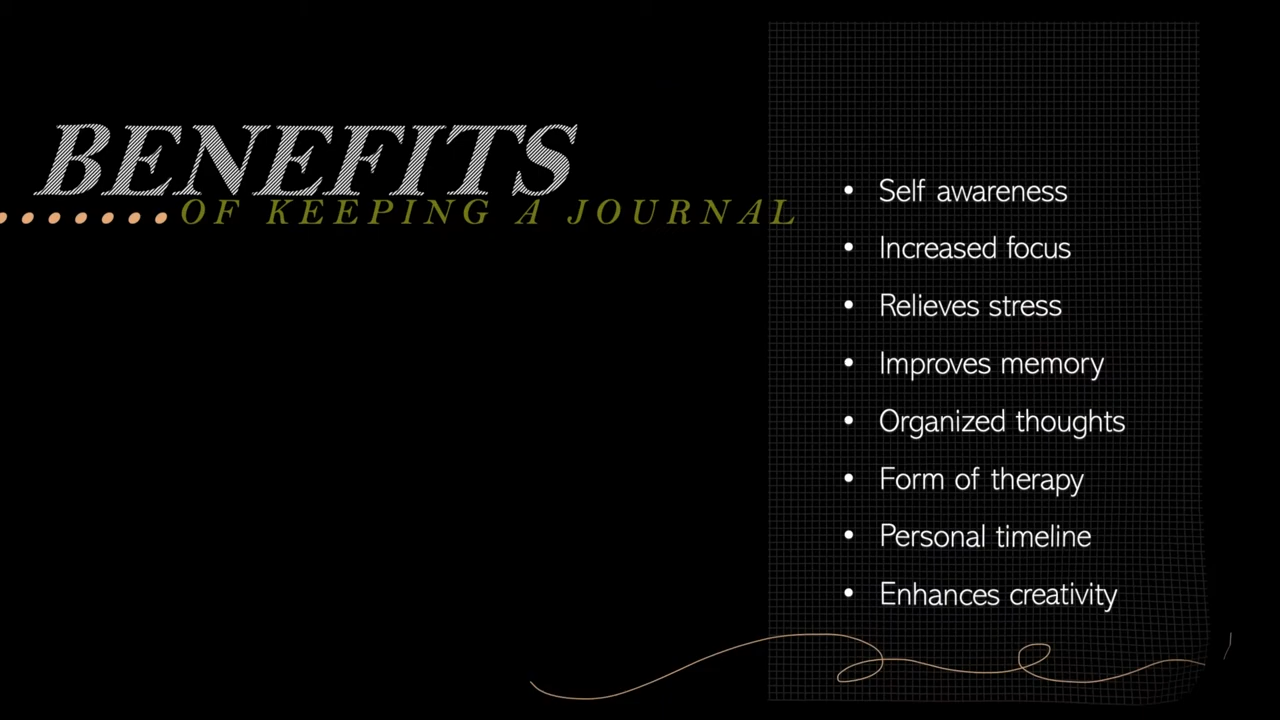 BENEFITS
OF KEEPING A JOURNAL
• Self awareness
• Increased focus
• Relieves stress
• Improves memory
• Organized thoughts
• Form of therapy
• Personal timeline
• Enhances creativity